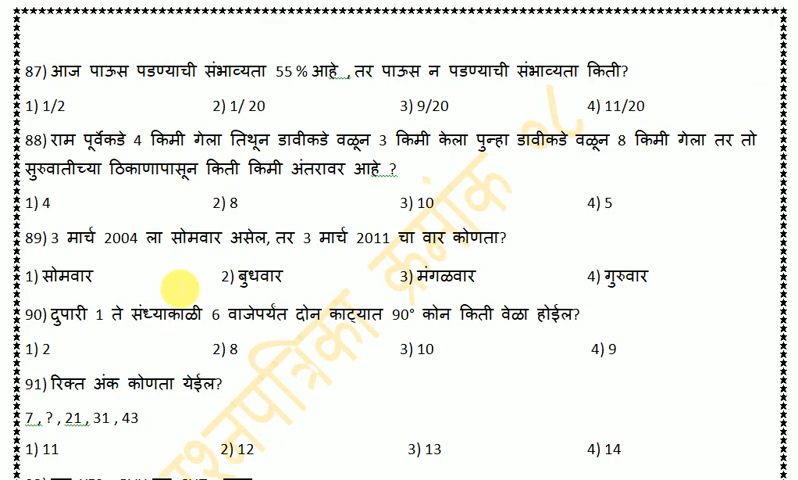 87) आज पाऊस पडण्याची संभाव्यता 55 % आहे , तर पाऊस न पडण्याची संभाव्यता किती?
1) 1/2 2) 1/ 20 3) 9/20 4) 11/20
88) राम पूर्वेकडे 4 किमी गेला तिथून डावीकडे वळून 3 किमी केला पुन्हा डावीकडे वळून 8 किमी गेला तर तो
सुरुवातीच्या ठिकाणापासून किती किमी अंतरावर आहे ?
1) 4 2) 8 3) 10 4) 5
89) 3 मार्च 2004 ला सोमवार असेल, तर 3 मार्च 2011 चा वार कोणता?
1) सोमवार 2) बुधवार 3) मंगळवार 4) गुरुवार
90) दुपारी 1 ते संध्याकाळी 6 वाजेपर्यंत दोन काट्यात 90° कोन किती वेळा होईल?
1) 2 2) 8 3) 10 4) 9
91) रिक्त अंक कोणता येईल?
7 , ? , 21 , 31 , 43
1) 11 2) 12 3) 13 4) 14
प्रश्नपत्रिका क्रमांक १८